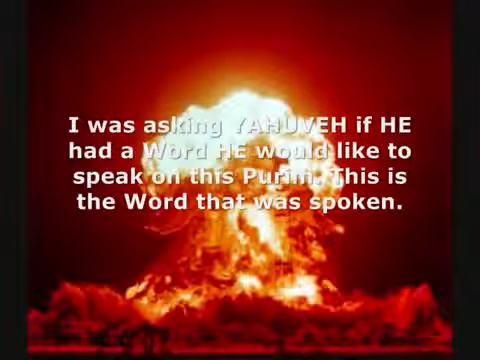 I was asking YAHUVEH if HE
had a Word HE would like to
speak on this Purim. This is
the Word that was spoken.